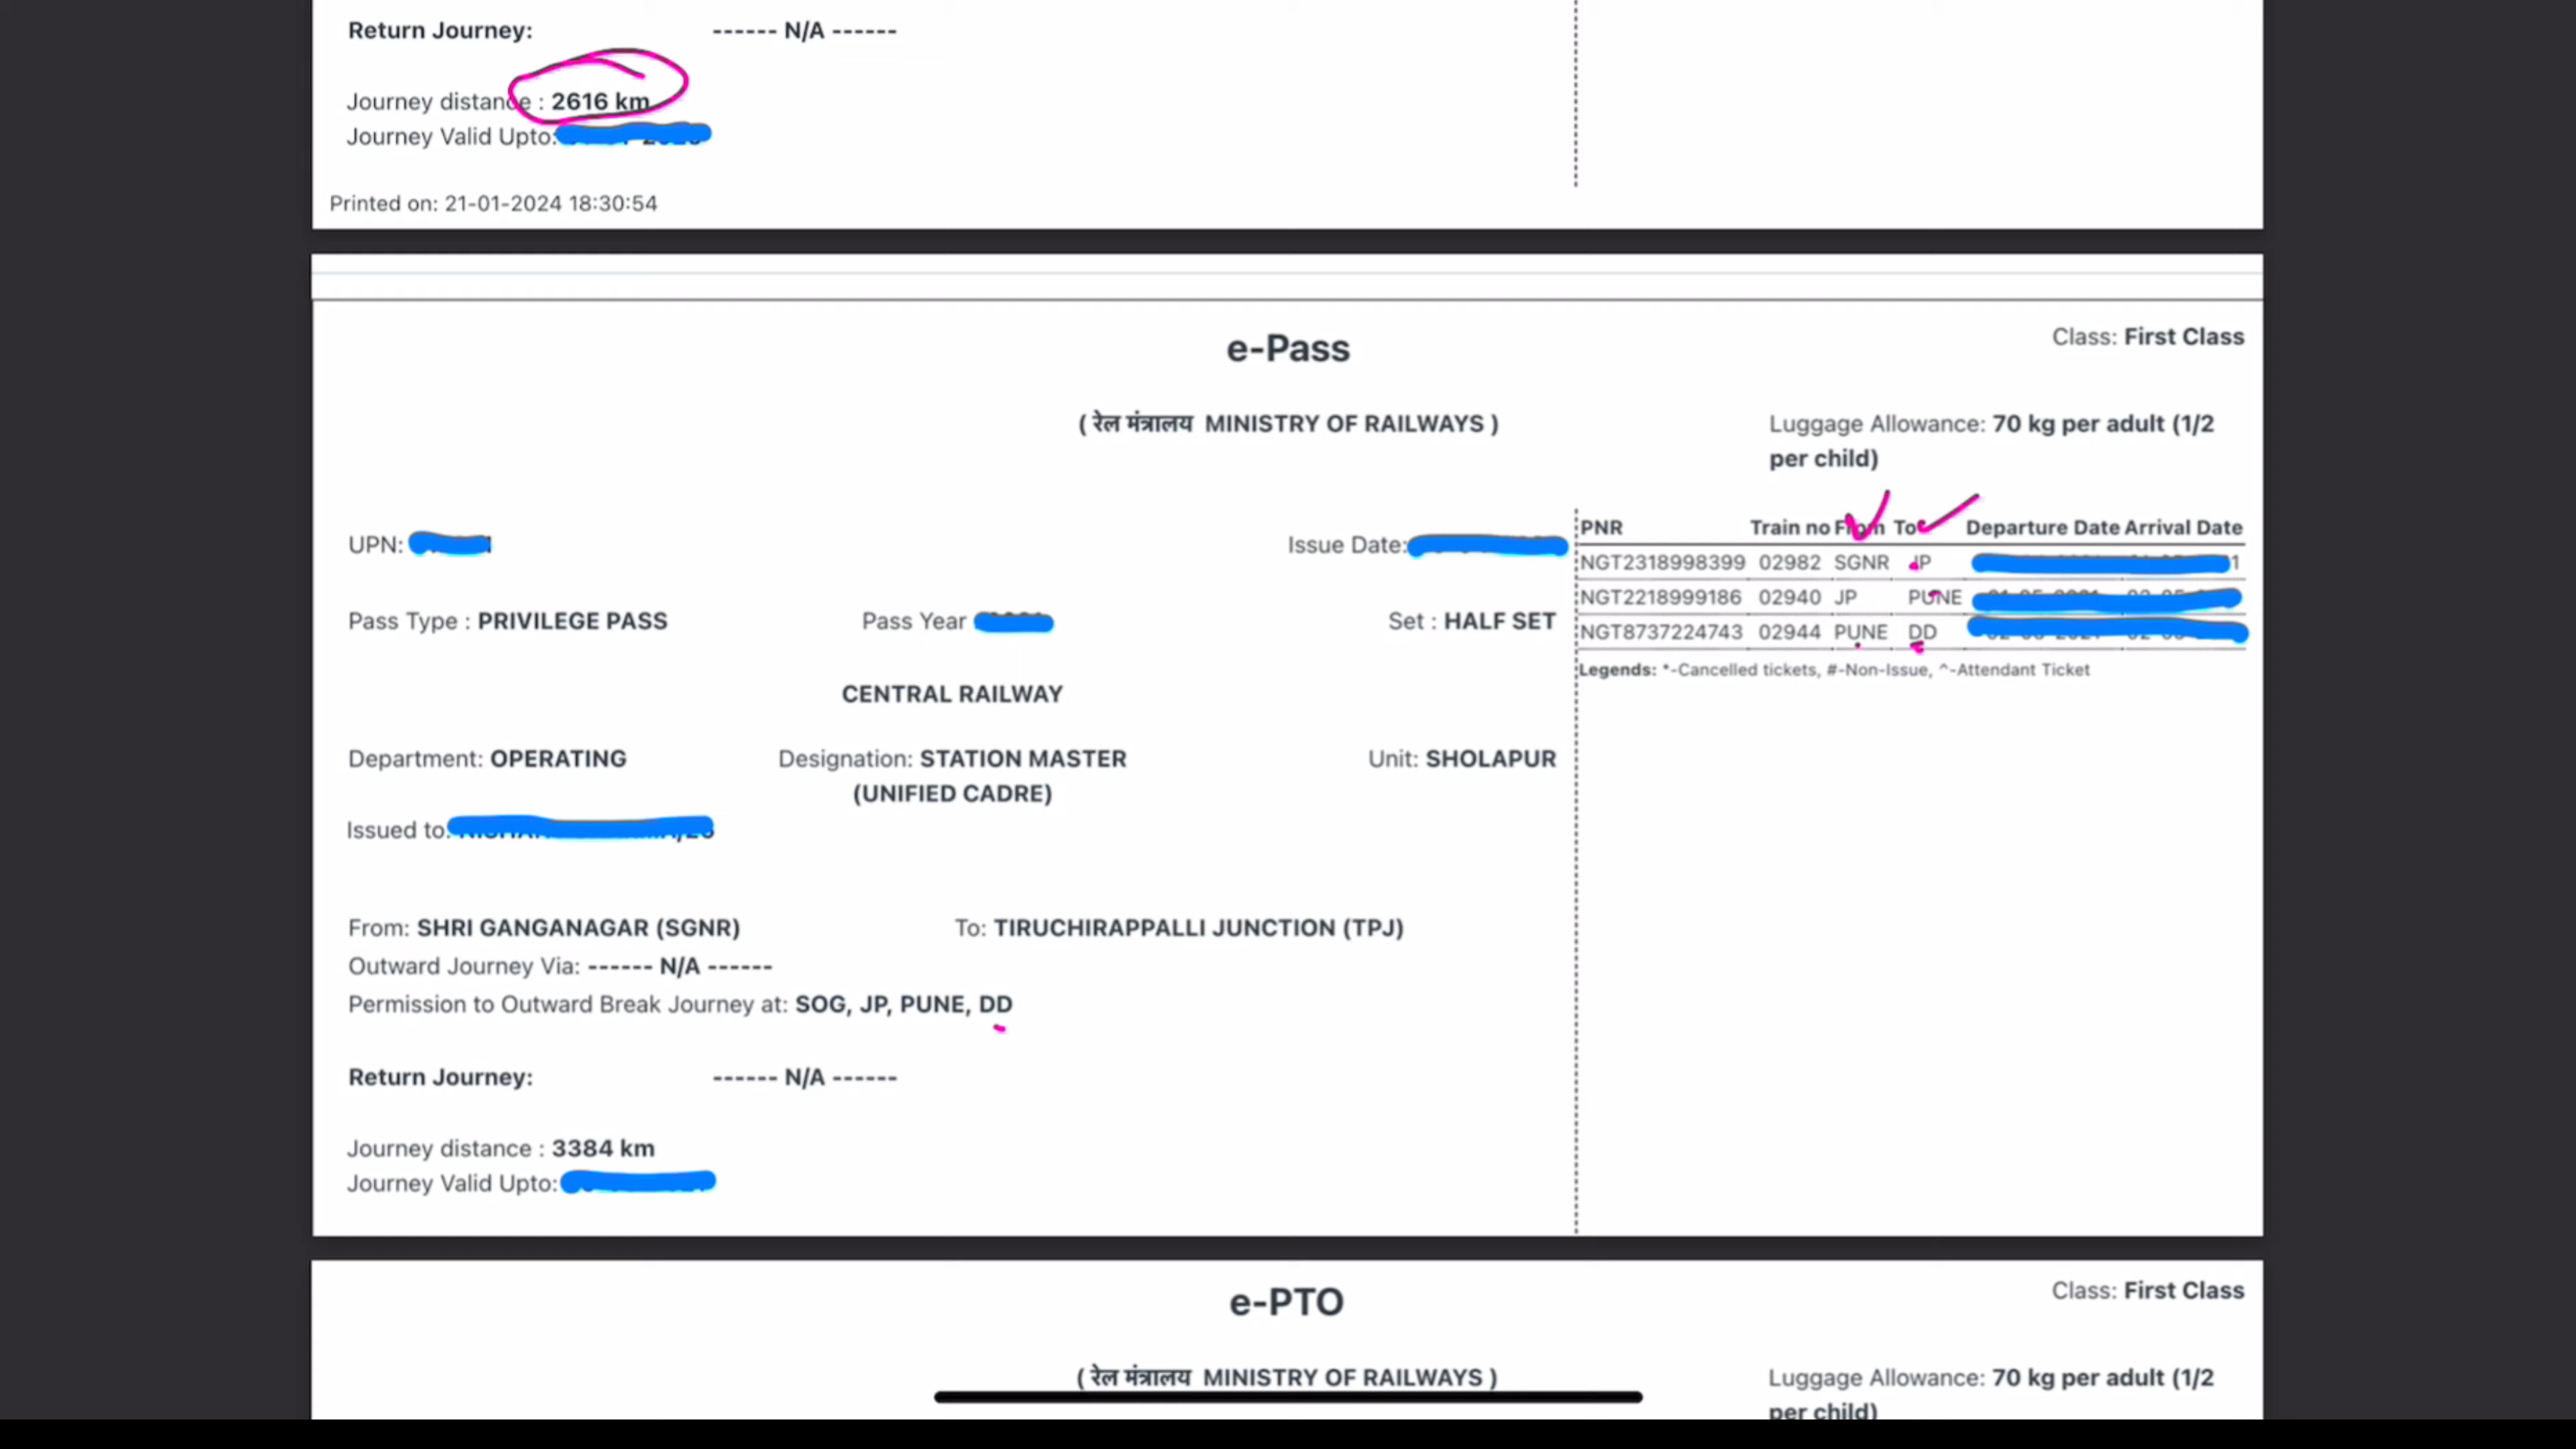 Return Journey: ------ N/A ------
Journey distance : 2616 km
Journey Valid Upto:
Printed on: 21-01-2024 18:30:54
e-Pass
Class: First Class
( रेल मंत्रालय MINISTRY OF RAILWAYS )
Luggage Allowance: 70 kg per adult (1/2
per child)
UPN:
Issue Date:
Pass Type : PRIVILEGE PASS
Pass Year
Set : HALF SET
CENTRAL RAILWAY
Department: OPERATING
Designation: STATION MASTER
(UNIFIED CADRE)
Unit: SHOLAPUR
Issued to:
From: SHRI GANGANAGAR (SGNR)
To: TIRUCHIRAPPALLI JUNCTION (TPJ)
Outward Journey Via: ------ N/A ------
Permission to Outward Break Journey at: SOG, JP, PUNE, DD
Return Journey: ------ N/A ------
Journey distance : 3384 km
Journey Valid Upto:
PNR Train no From To Departure Date Arrival Date
NGT2318998399 02982 SGNR JP
NGT2218999186 02940 JP PUNE
NGT8737224743 02944 PUNE DD
Legends: *-Cancelled tickets, #-Non-Issue, ^-Attendant Ticket
e-PTO
Class: First Class
( रेल मंत्रालय MINISTRY OF RAILWAYS )
Luggage Allowance: 70 kg per adult (1/2
per child)